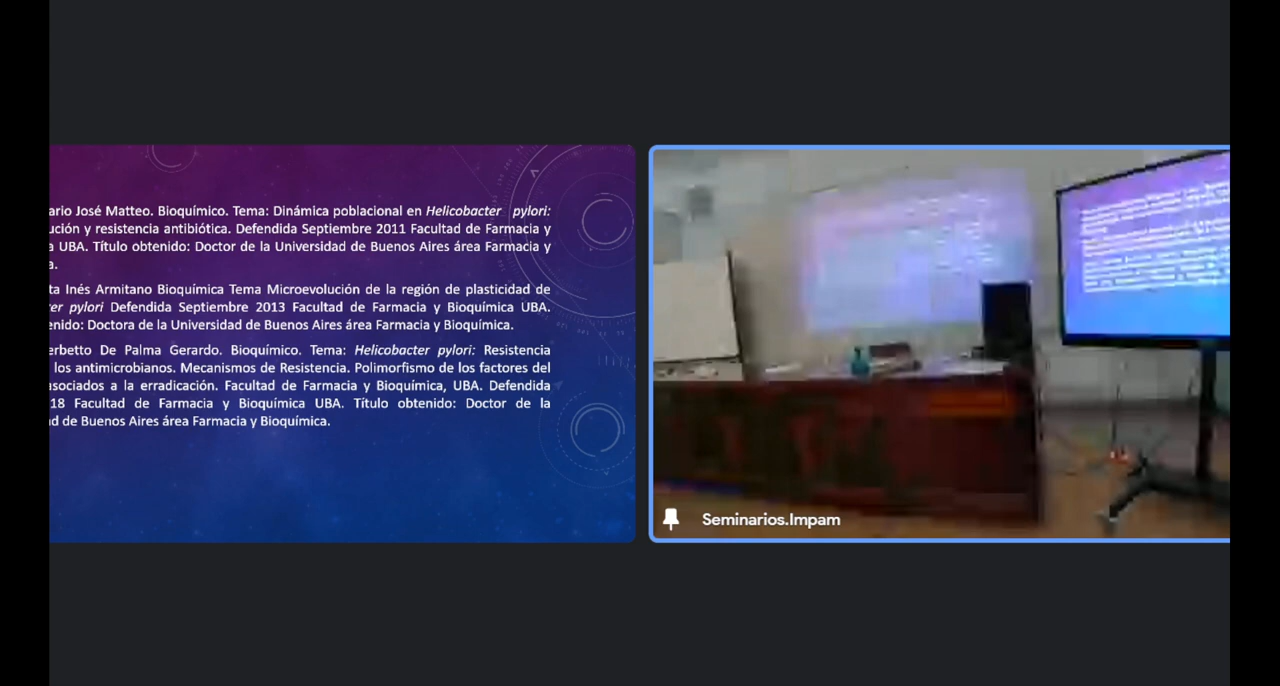 ario José Matteo. Bioquímico. Tema: Dinámica poblacional en Helicobacter pylori:
ución y resistencia antibiótica. Defendida Septiembre 2011 Facultad de Farmacia y
a UBA. Título obtenido: Doctor de la Universidad de Buenos Aires área Farmacia y
a.
ta Inés Armitano Bioquímica Tema Microevolución de la región de plasticidad de
er pylori Defendida Septiembre 2013 Facultad de Farmacia y Bioquímica UBA.
enido: Doctora de la Universidad de Buenos Aires área Farmacia y Bioquímica.
erbetto De Palma Gerardo. Bioquímico. Tema: Helicobacter pylori: Resistencia
los antimicrobianos. Mecanismos de Resistencia. Polimorfismo de los factores del
asociados a la erradicación. Facultad de Farmacia y Bioquímica, UBA. Defendida
18 Facultad de Farmacia y Bioquímica UBA. Título obtenido: Doctor de la
d de Buenos Aires área Farmacia y Bioquímica.
Seminarios.Impam